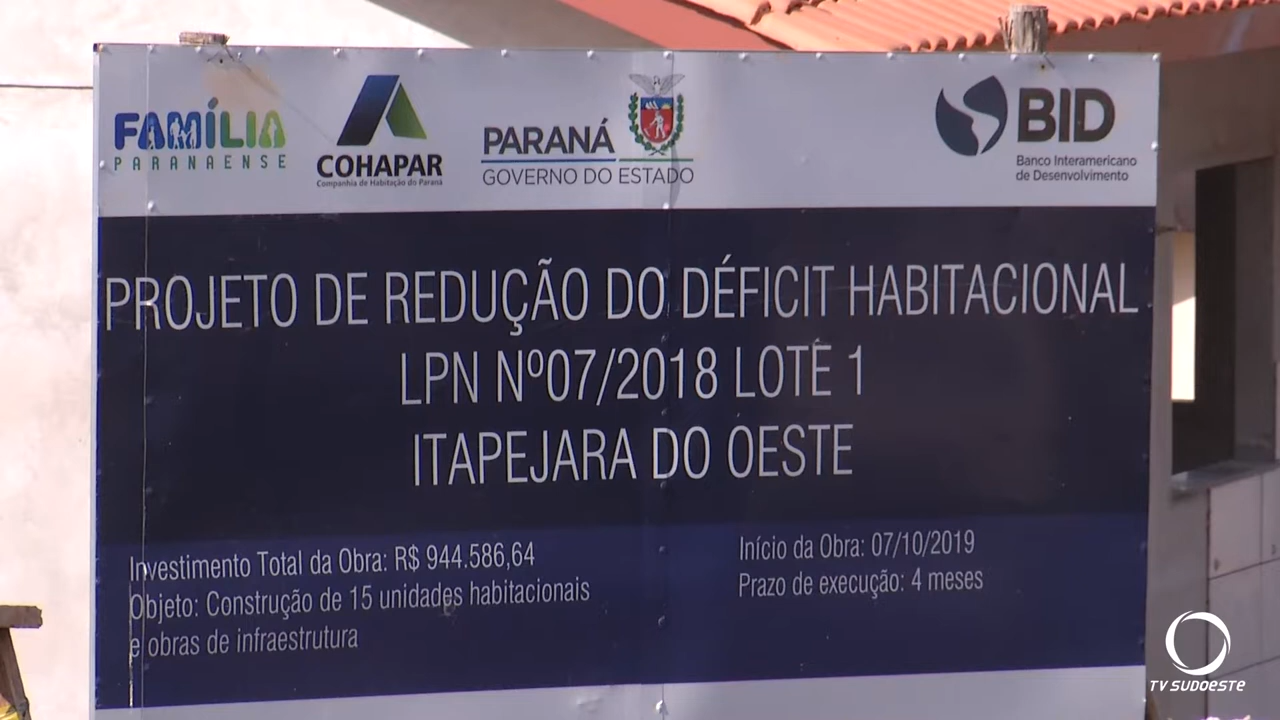 FAMÍLIA
PARANAENSE
COHAPAR
Companhia de Habitação do Paraná
PARANÁ
GOVERNO DO ESTADO
BID
Banco Interamericano
de Desenvolvimento
PROJETO DE REDUÇÃO DO DÉFICIT HABITACIONAL
LPN Nº07/2018 LOTE 1
ITAPEJARA DO OESTE
Investimento Total da Obra: R$ 944.586,64
Objeto: Construção de 15 unidades habitacionais
e obras de infraestrutura
Início da Obra: 07/10/2019
Prazo de execução: 4 meses
TV SUDOESTE